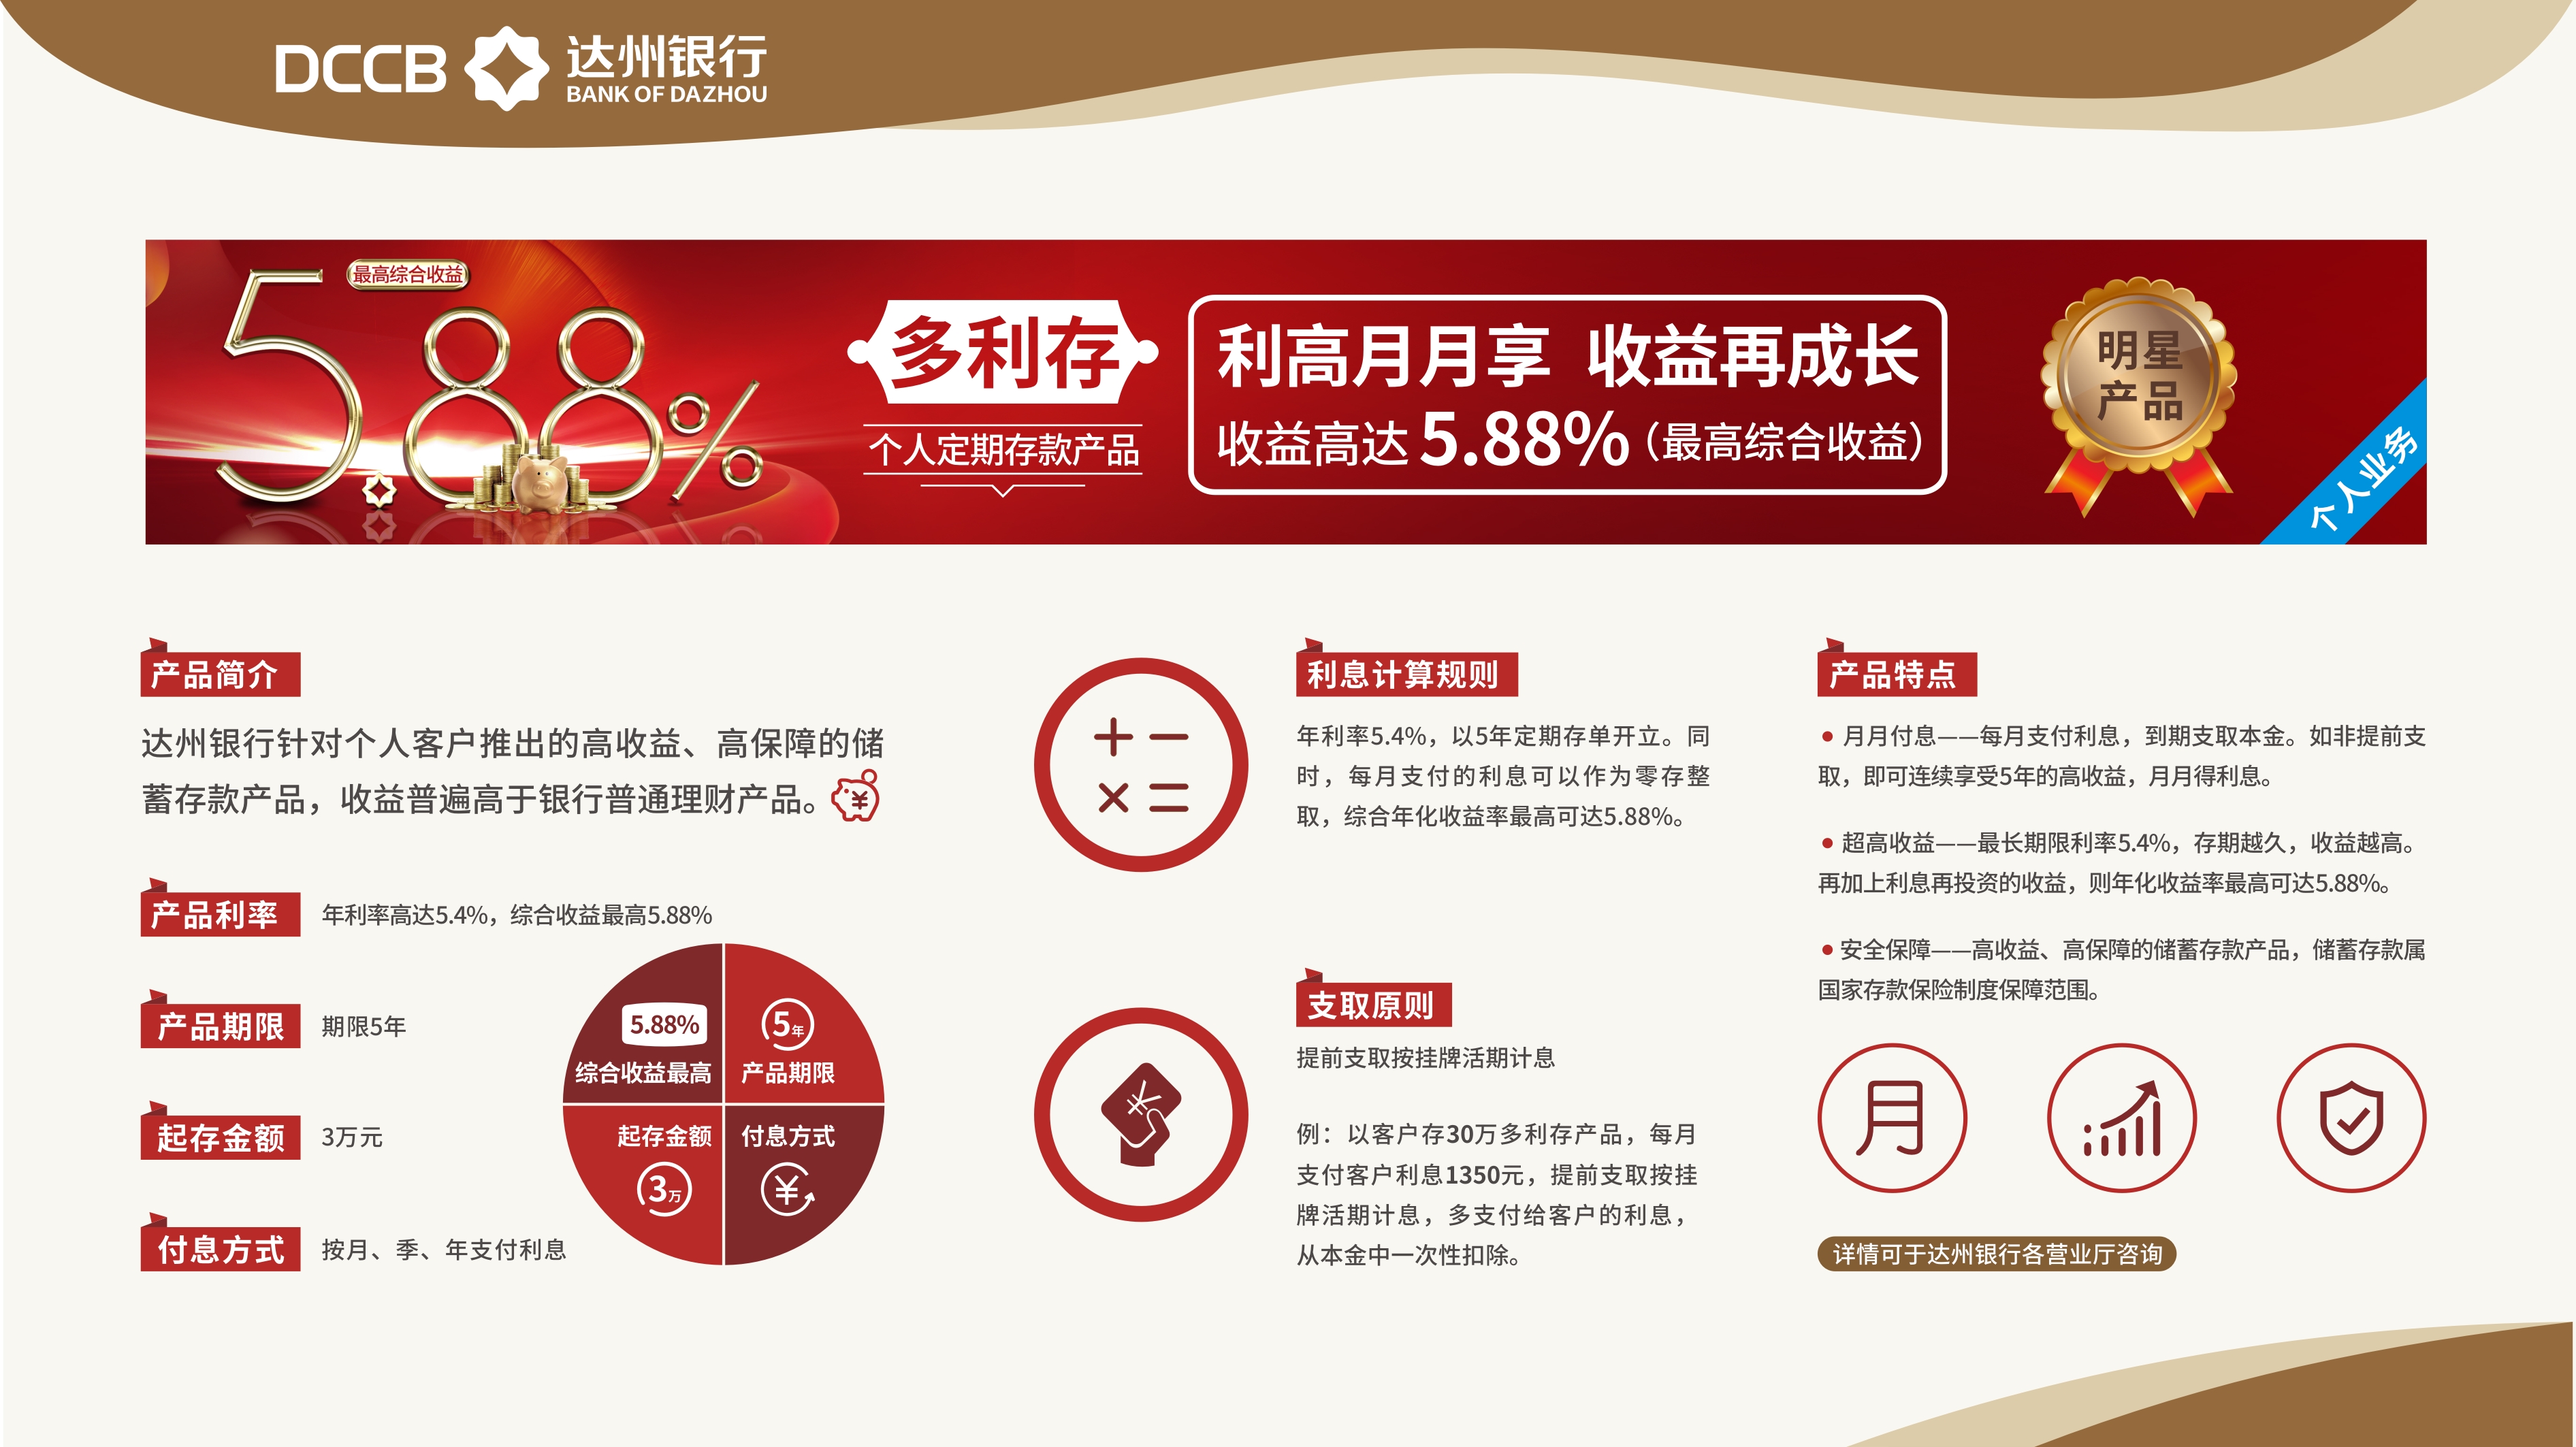 DCCB
达州银行
BANK OF DAZHOU
最高综合收益
5.88%
多利存
个人定期存款产品
利高月月享 收益再成长
收益高达5.88%（最高综合收益）
明星
产品
个人业务
产品简介
达州银行针对个人客户推出的高收益、高保障的储
蓄存款产品，收益普遍高于银行普通理财产品。
¥
产品利率
年利率高达5.4%，综合收益最高5.88%
产品期限
期限5年
起存金额
3万元
付息方式
按月、季、年支付利息
5.88%
综合收益最高
5年
产品期限
起存金额
3万
付息方式
¥
利息计算规则
年利率5.4%，以5年定期存单开立。同
时，每月支付的利息可以作为零存整
取，综合年化收益率最高可达5.88%。
支取原则
¥
提前支取按挂牌活期计息
例：以客户存30万多利存产品，每月
支付客户利息1350元，提前支取按挂
牌活期计息，多支付给客户的利息，
从本金中一次性扣除。
产品特点
● 月月付息——每月支付利息，到期支取本金。如非提前支
取，即可连续享受5年的高收益，月月得利息。
● 超高收益——最长期限利率5.4%，存期越久，收益越高。
再加上利息再投资的收益，则年化收益率最高可达5.88%。
● 安全保障——高收益、高保障的储蓄存款产品，储蓄存款属
国家存款保险制度保障范围。
月
详情可于达州银行各营业厅咨询